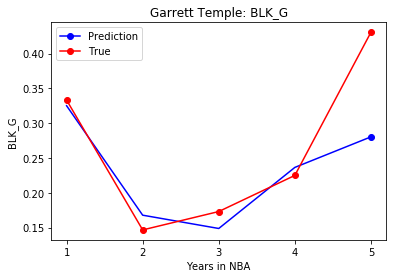 Garrett Temple: BLK_G
Prediction
True
BLK_G
0.40
0.35
0.30
0.25
0.20
0.15
1 2 3 4 5
Years in NBA